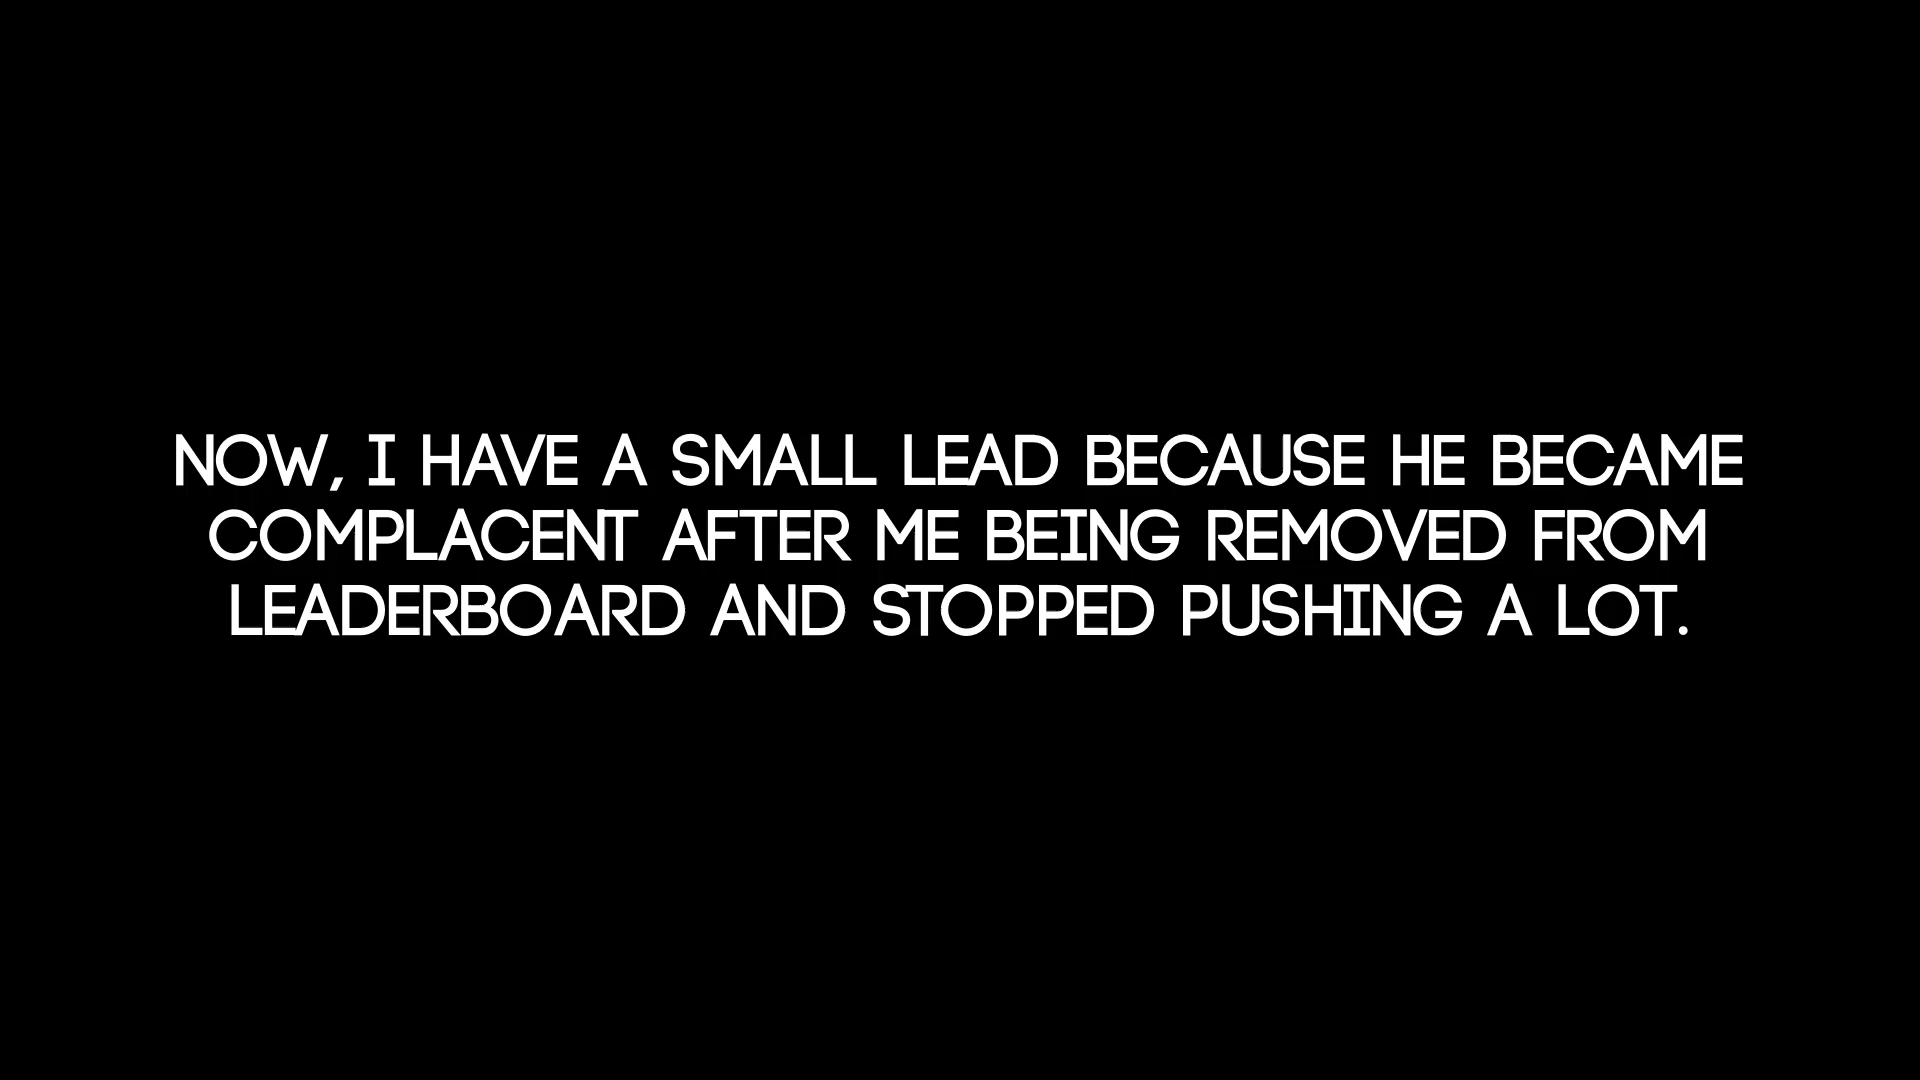 NOW, I HAVE A SMALL LEAD BECAUSE HE BECAME
COMPLACENT AFTER ME BEING REMOVED FROM
LEADERBOARD AND STOPPED PUSHING A LOT.